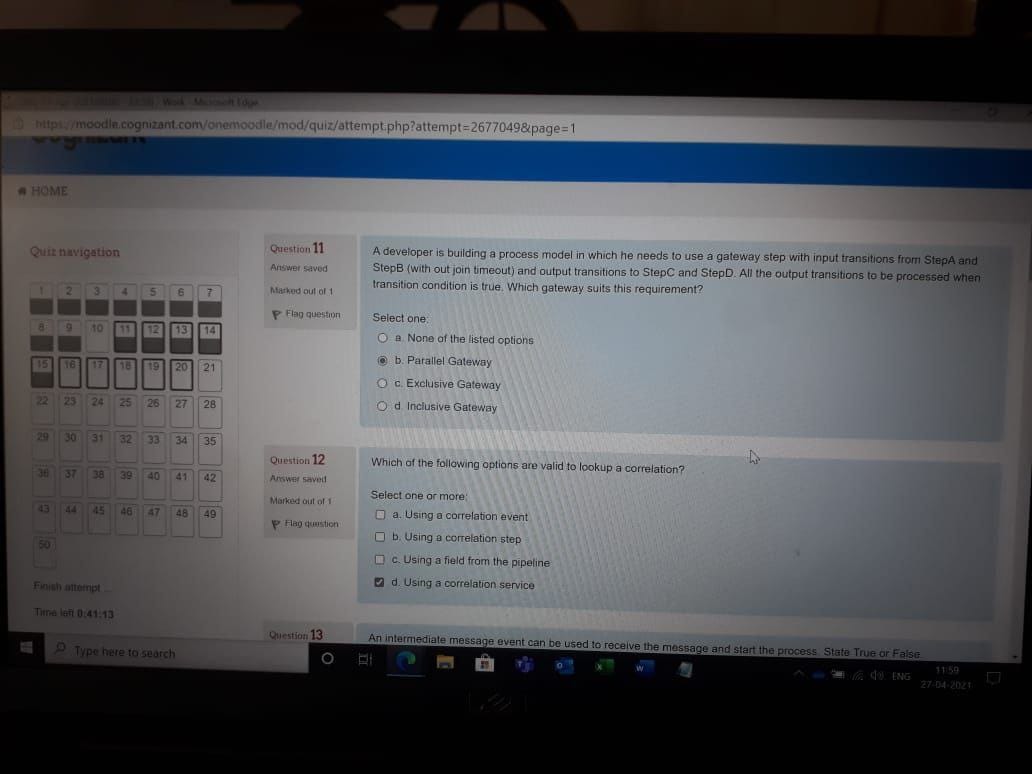 Work - Microsoft Edge
https://moodle.cognizant.com/onemoodle/mod/quiz/attempt.php?attempt=2677049&page=1
HOME
Quiz navigation
1 2 3 4 5 6 7
8 9 10 11 12 13 14
15 16 17 18 19 20 21
22 23 24 25 26 27 28
29 30 31 32 33 34 35
36 37 38 39 40 41 42
43 44 45 46 47 48 49
50
Finish attempt ...
Time left 0:41:13
Question 11
Answer saved
Marked out of 1
Flag question
A developer is building a process model in which he needs to use a gateway step with input transitions from StepA and
StepB (with out join timeout) and output transitions to StepC and StepD. All the output transitions to be processed when
transition condition is true. Which gateway suits this requirement?
Select one:
a. None of the listed options
b. Parallel Gateway
c. Exclusive Gateway
d. Inclusive Gateway
Question 12
Answer saved
Marked out of 1
Flag question
Which of the following options are valid to lookup a correlation?
Select one or more:
a. Using a correlation event
b. Using a correlation step
c. Using a field from the pipeline
d. Using a correlation service
Question 13
An intermediate message event can be used to receive the message and start the process. State True or False.
Type here to search
ENG
11:59
27-04-2021